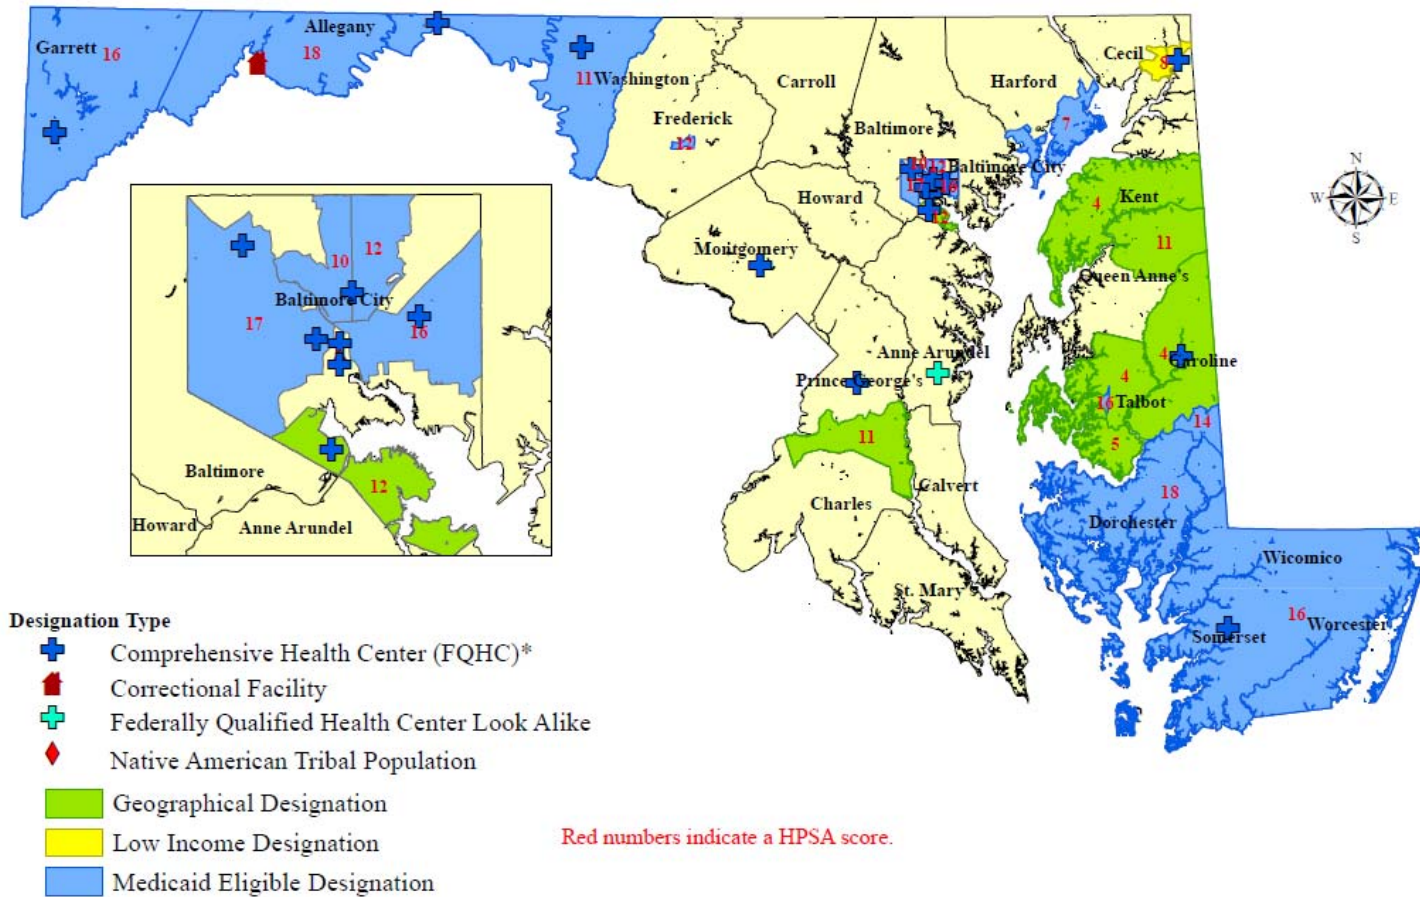 Garrett 16
Allegany
18
11 Washington
Frederick
12
Carroll
Baltimore
Harford
7
Cecil
8
Baltimore City
12
Howard
Montgomery
Anne Arundel
Prince George's
11
Charles
Calvert
St. Mary's
Kent
4
11
Queen Anne's
4
Caroline
4
16 Talbot
5
14
18
Dorchester
Wicomico
16
Worcester
Somerset
N
W E
S
10
12
Baltimore City
17
16
Baltimore
12
Howard
Anne Arundel
Designation Type
Comprehensive Health Center (FQHC)*
Correctional Facility
Federally Qualified Health Center Look Alike
Native American Tribal Population
Geographical Designation
Low Income Designation
Medicaid Eligible Designation
Red numbers indicate a HPSA score.